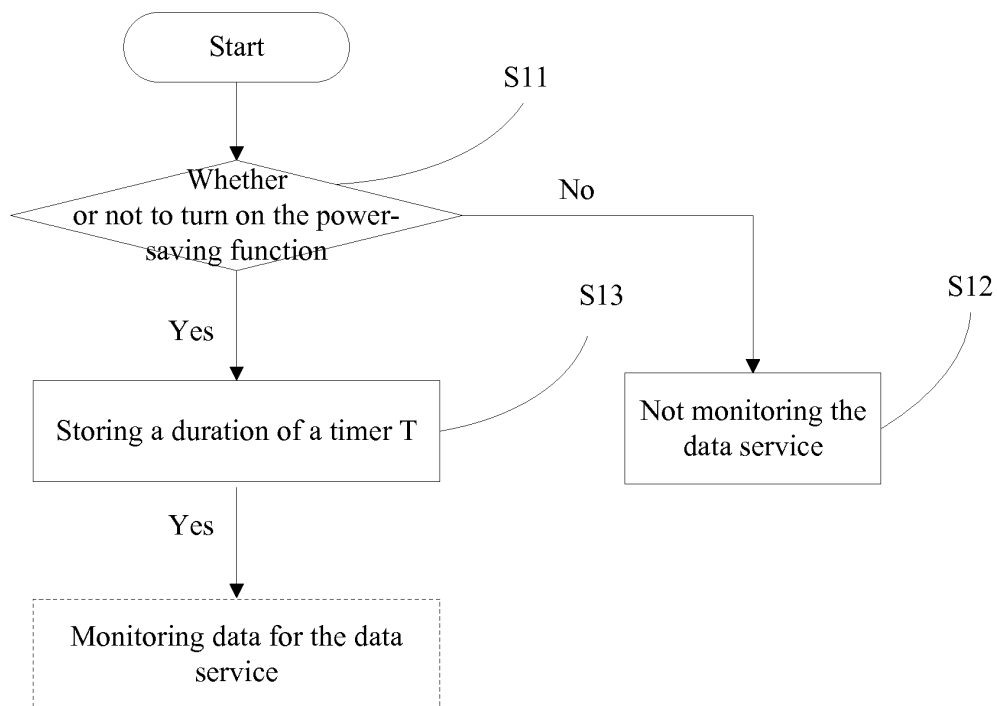 Start
S11
Whether
or not to turn on the power-
saving function
No
Yes
S13
S12
Storing a duration of a timer T
Not monitoring the
data service
Yes
Monitoring data for the data
service